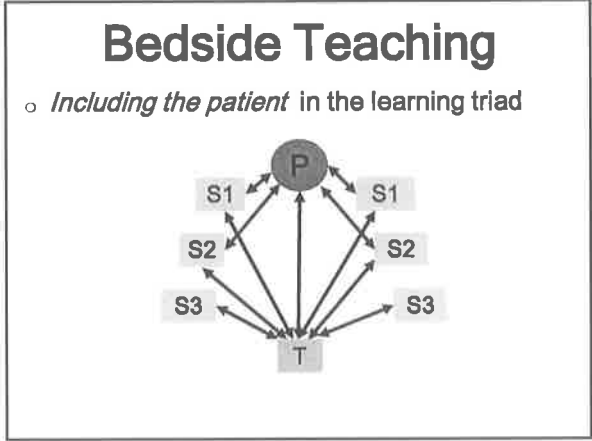 Bedside Teaching
o Including the patient in the learning triad
P
S1 S1
S2 S2
S3 S3
T